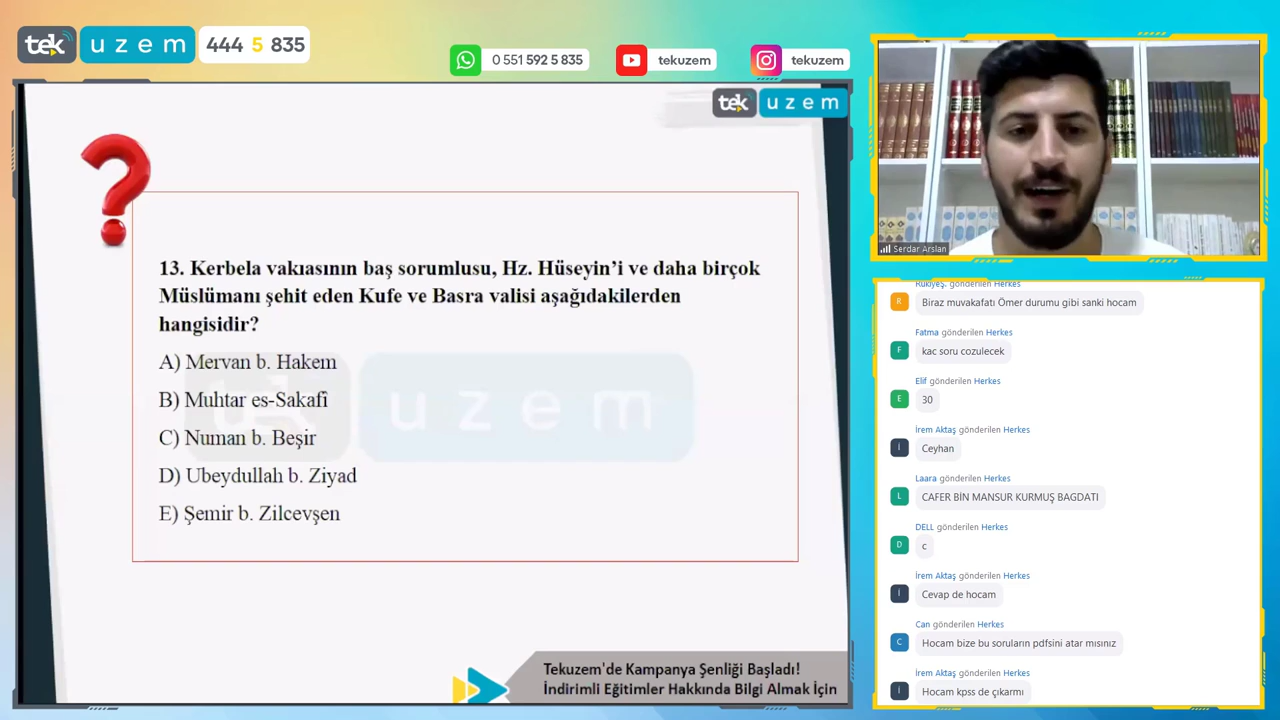 tek uzem 444 5 835
0 551 592 5 835
tekuzem
tekuzem
tek uzem
13. Kerbela vakıasının baş sorumlusu, Hz. Hüseyin’i ve daha birçok
Müslümanı şehit eden Kufe ve Basra valisi aşağıdakilerden
hangisidir?
A) Mervan b. Hakem
B) Muhtar es-Sakafî
C) Numan b. Beşir
D) Ubeydullah b. Ziyad
E) Şemir b. Zilcevşen
tek uzem
Tekuzem'de Kampanya Şenliği Başladı!
İndirimli Eğitimler Hakkında Bilgi Almak İçin
Serdar Arslan
Rukiyeş. gönderilen Herkes
R
Biraz muvakafatı Ömer durumu gibi sanki hocam
Fatma gönderilen Herkes
F
kac soru cozulecek
Elif gönderilen Herkes
E
30
İrem Aktaş gönderilen Herkes
İ
Ceyhan
Laara gönderilen Herkes
L
CAFER BİN MANSUR KURMUŞ BAGDATI
DELL gönderilen Herkes
D
c
İrem Aktaş gönderilen Herkes
İ
Cevap de hocam
Can gönderilen Herkes
C
Hocam bize bu soruların pdfsini atar mısınız
İrem Aktaş gönderilen Herkes
İ
Hocam kpss de çıkarmı